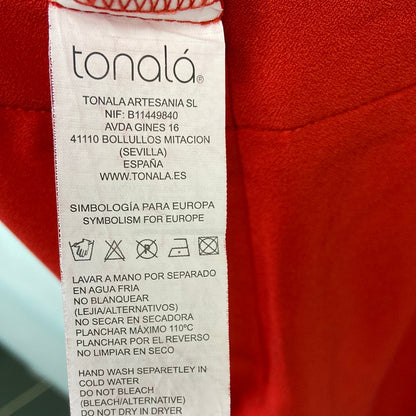 tonalá®
TONALA ARTESANIA SL
NIF: B11449840
AVDA GINES 16
41110 BOLLULLOS MITACION
(SEVILLA)
ESPAÑA
WWW.TONALA.ES
SIMBOLOGÍA PARA EUROPA
SYMBOLISM FOR EUROPE
LAVAR A MANO POR SEPARADO
EN AGUA FRIA
NO BLANQUEAR
(LEJIA/ALTERNATIVOS)
NO SECAR EN SECADORA
PLANCHAR MÁXIMO 110ºC
PLANCHAR POR EL REVERSO
NO LIMPIAR EN SECO
HAND WASH SEPARETLEY IN
COLD WATER
DO NOT BLEACH
(BLEACH/ALTERNATIVE)
DO NOT DRY IN DRYER